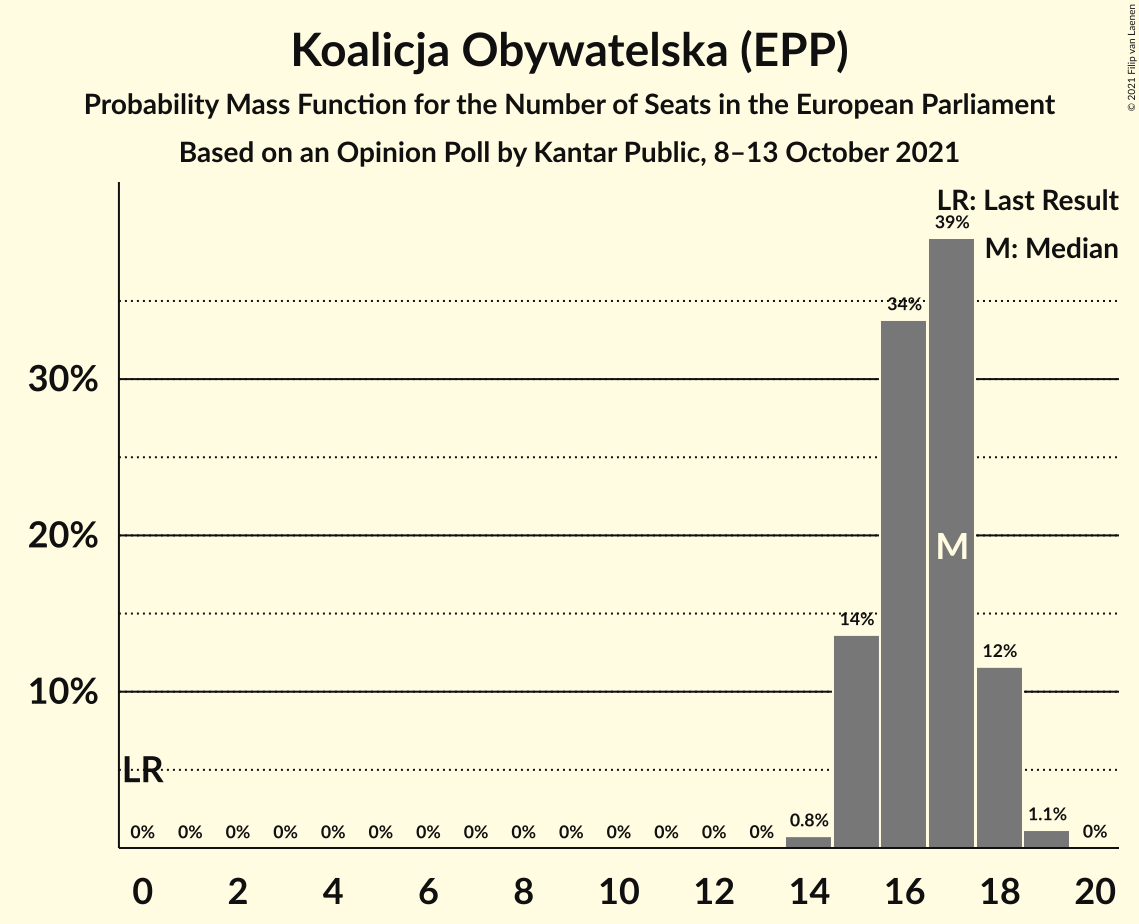 Koalicja Obywatelska (EPP)
Probability Mass Function for the Number of Seats in the European Parliament
Based on an Opinion Poll by Kantar Public, 8–13 October 2021
© 2021 Filip van Laenen
LR: Last Result
M: Median
39%
34%
30%
20%
M
14%
12%
10%
LR
0% 0% 0% 0% 0% 0% 0% 0% 0% 0% 0% 0% 0% 0% 0.8% 1.1% 0%
0 2 4 6 8 10 12 14 16 18 20